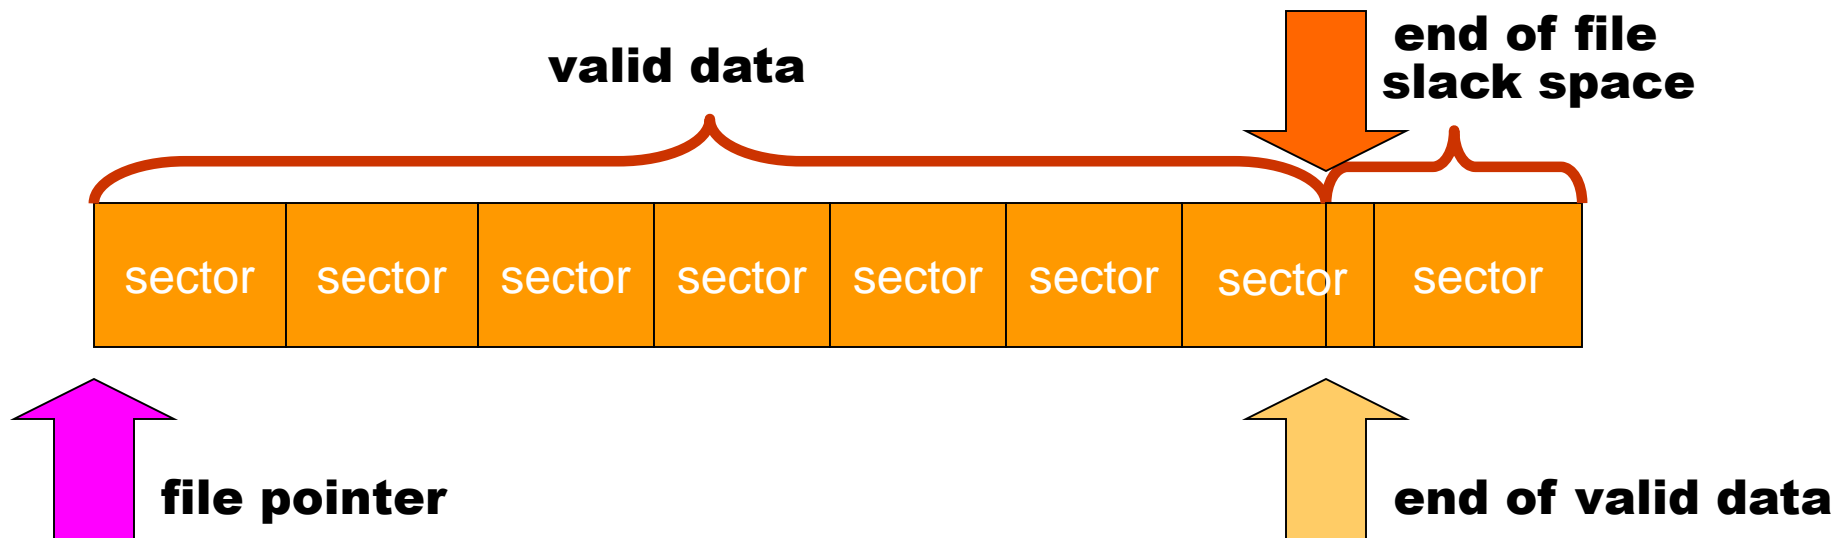 end of file
slack space
valid data
sector sector sector sector sector sector sector sector
file pointer
end of valid data